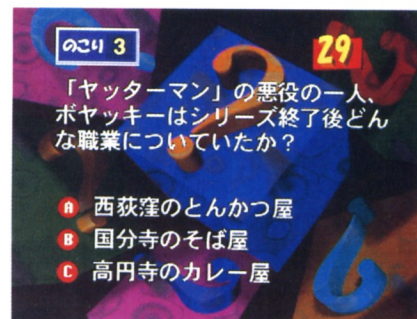 のこり 3
29
「ヤッターマン」の悪役の一人、
ボヤッキーはシリーズ終了後どん
な職業についていたか？
A 西荻窪のとんかつ屋
B 国分寺のそば屋
C 高円寺のカレー屋